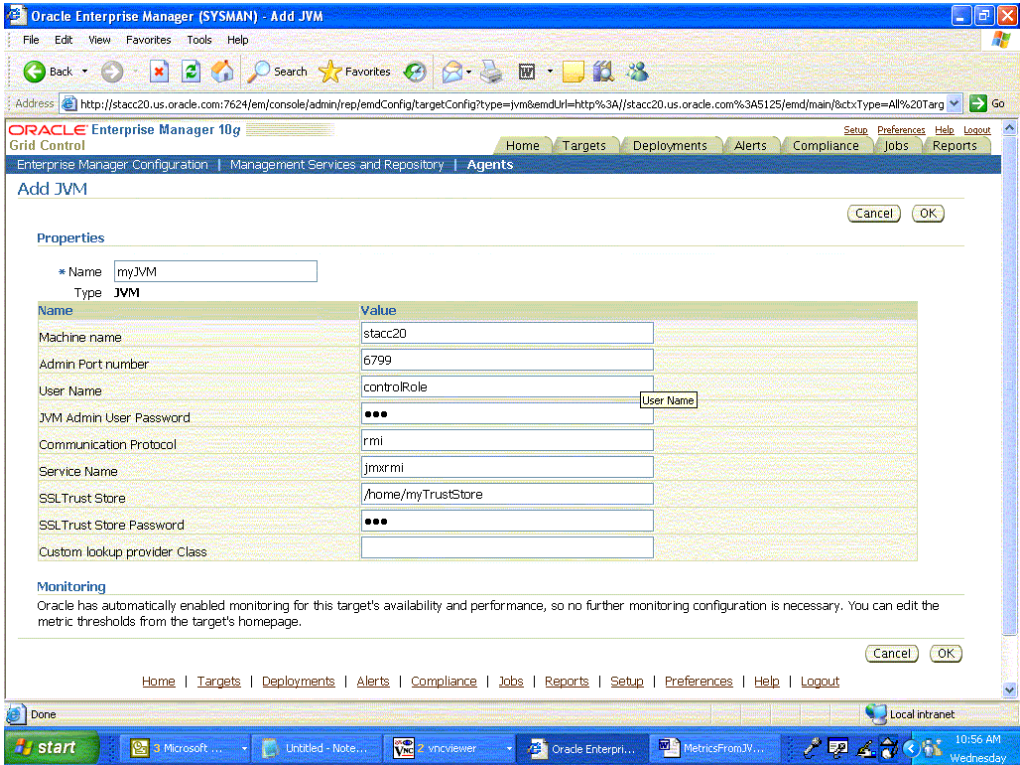 Oracle Enterprise Manager (SYSMAN) - Add JVM
File Edit View Favorites Tools Help
Back Search Favorites
Address http://stacc20.us.oracle.com:7624/em/console/admin/rep/emdConfig/targetConfig?type=jvm&emdUrl=http%3A//stacc20.us.oracle.com%3A5125/emd/main/&ctxType=All%20Targ Go
ORACLE Enterprise Manager 10g
Grid Control
Setup Preferences Help Logout
Home Targets Deployments Alerts Compliance Jobs Reports
Enterprise Manager Configuration | Management Services and Repository | Agents
Add JVM
Cancel OK
Properties
* Name myJVM
Type JVM
Name Value
Machine name stacc20
Admin Port number 6799
User Name controlRole
User Name
JVM Admin User Password •••
Communication Protocol rmi
Service Name jmxrmi
SSLTrust Store /home/myTrustStore
SSLTrust Store Password •••
Custom lookup provider Class
Monitoring
Oracle has automatically enabled monitoring for this target's availability and performance, so no further monitoring configuration is necessary. You can edit the
metric thresholds from the target's homepage.
Cancel OK
Home | Targets | Deployments | Alerts | Compliance | Jobs | Reports | Setup | Preferences | Help | Logout
Done Local intranet
start 3 Microsoft ... Untitled - Note... 2 vncviewer Oracle Enterpri... MetricsFromJV... 10:56 AM
Wednesday